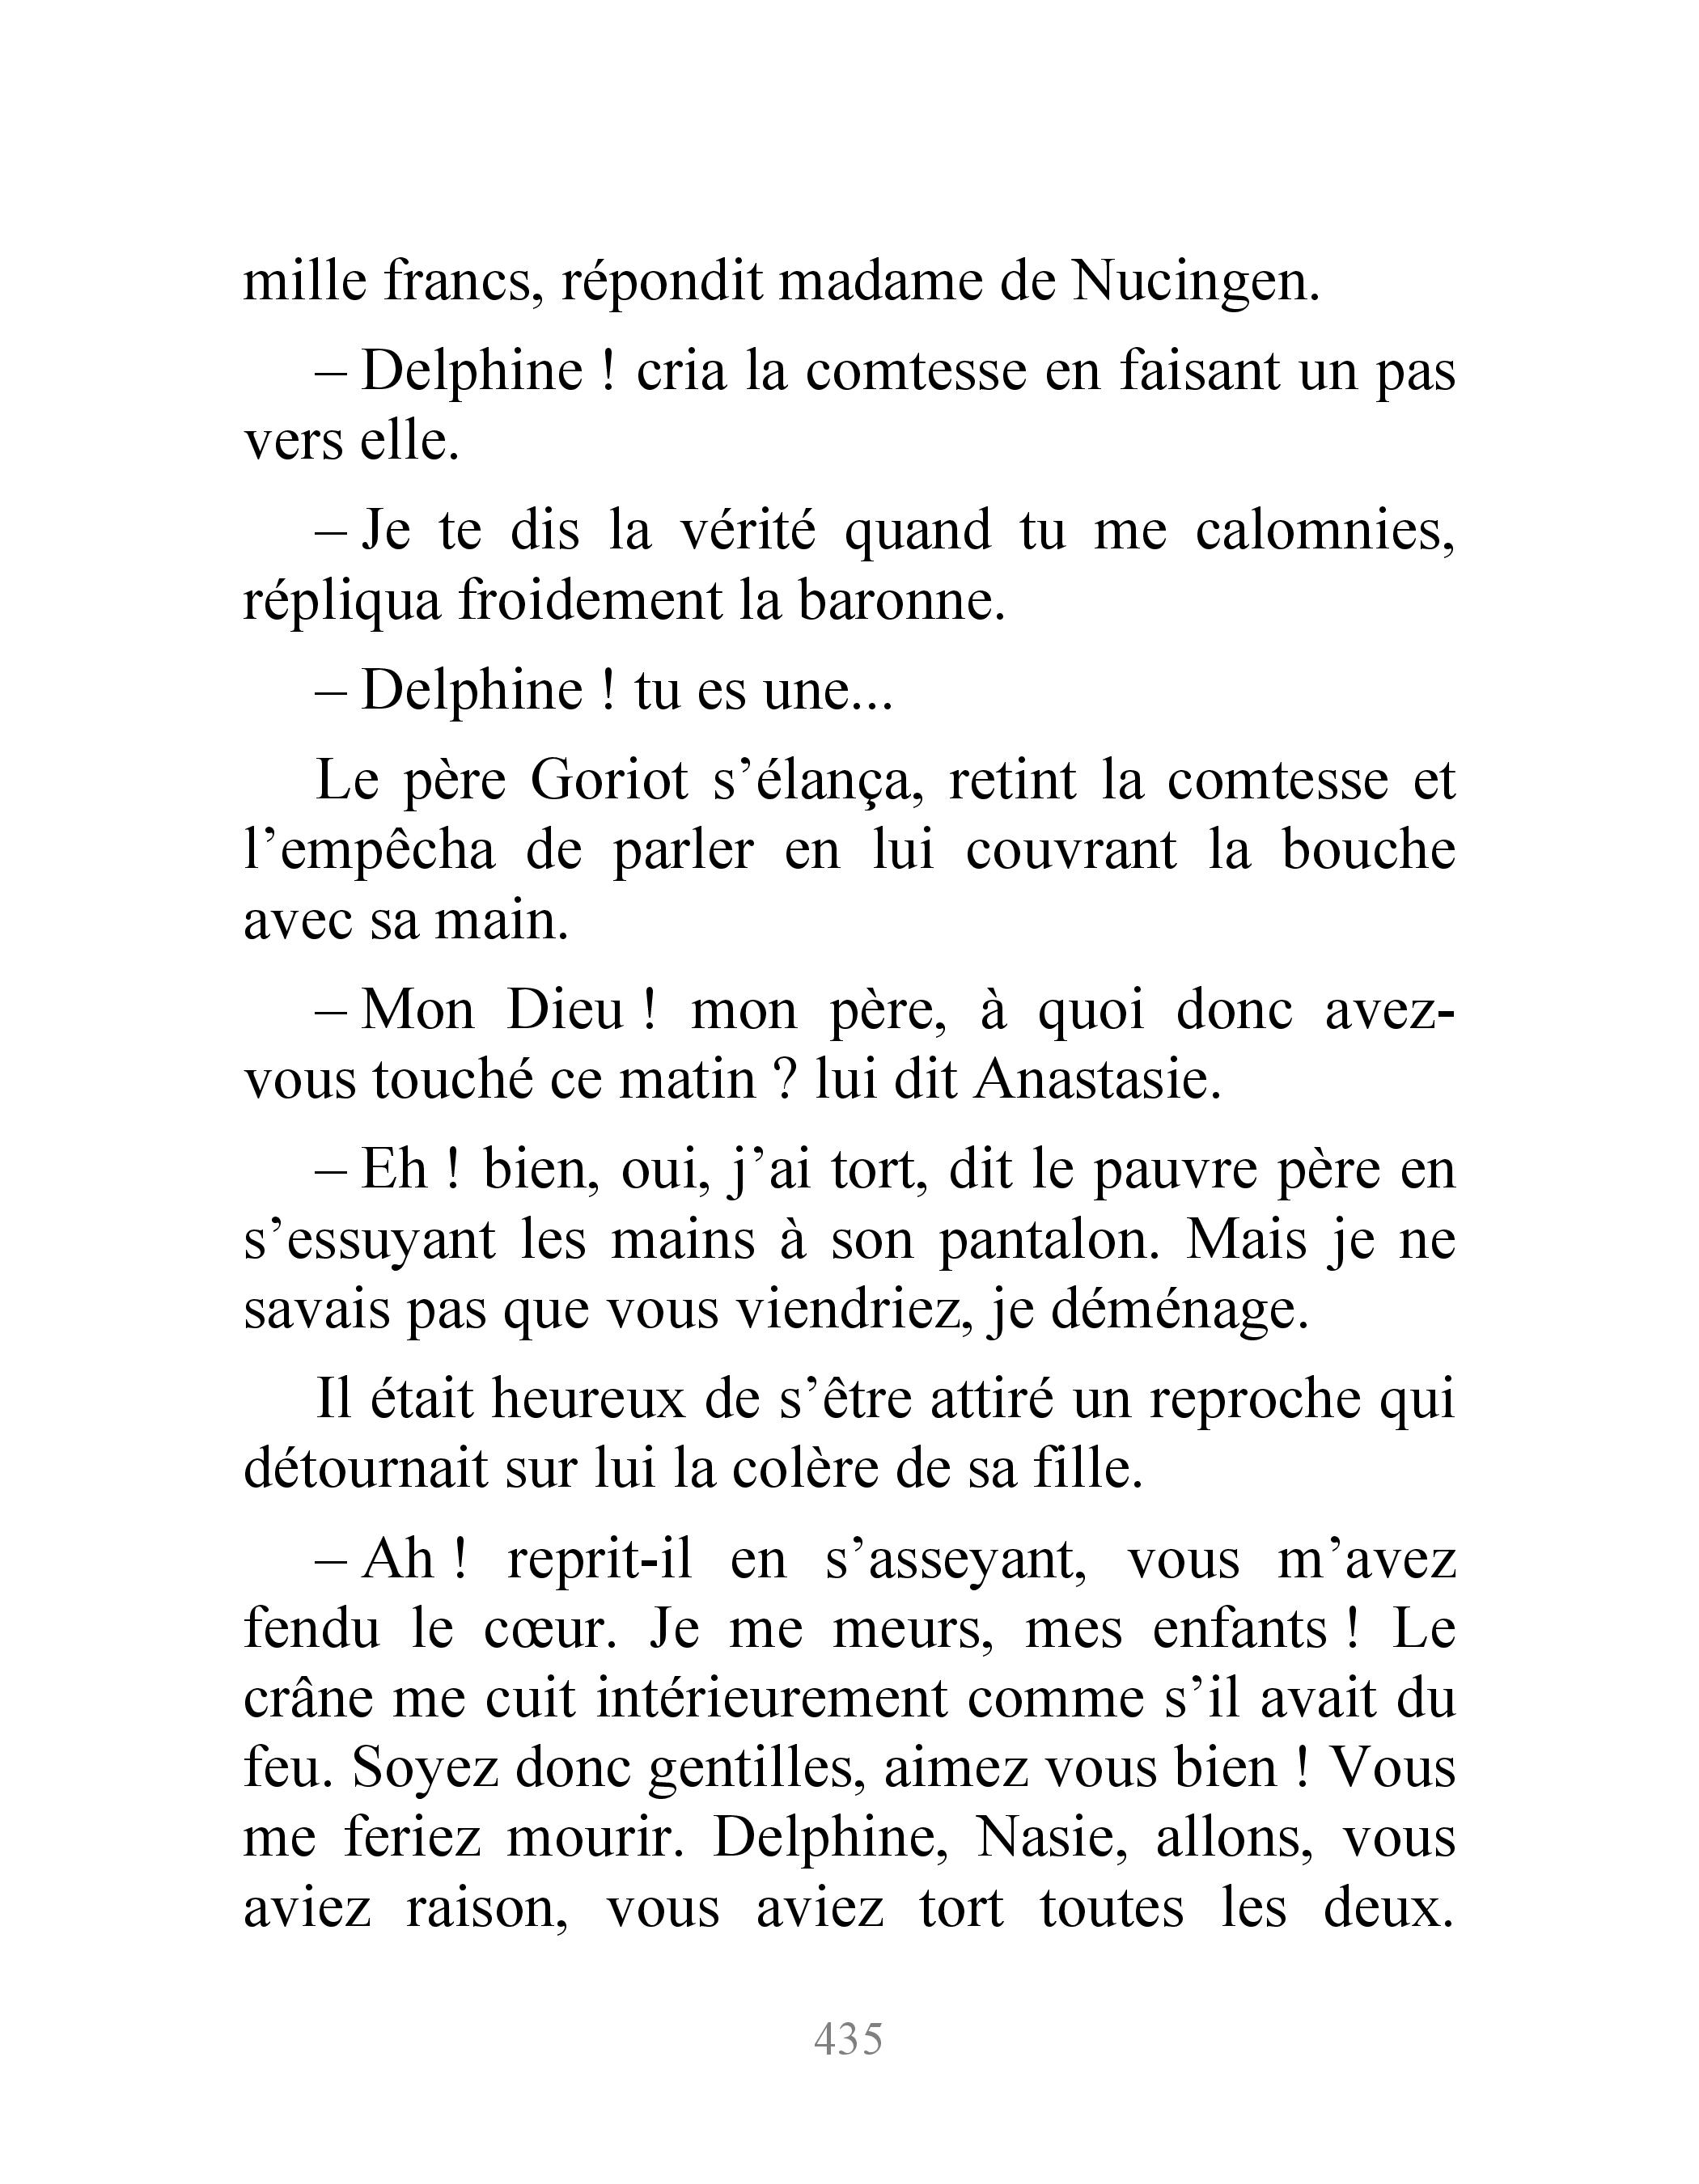 mille francs, répondit madame de Nucingen.
– Delphine ! cria la comtesse en faisant un pas
vers elle.
– Je te dis la vérité quand tu me calomnies,
répliqua froidement la baronne.
– Delphine ! tu es une...
Le père Goriot s’élança, retint la comtesse et
l’empêcha de parler en lui couvrant la bouche
avec sa main.
– Mon Dieu ! mon père, à quoi donc avez-
vous touché ce matin ? lui dit Anastasie.
– Eh ! bien, oui, j’ai tort, dit le pauvre père en
s’essuyant les mains à son pantalon. Mais je ne
savais pas que vous viendriez, je déménage.
Il était heureux de s’être attiré un reproche qui
détournait sur lui la colère de sa fille.
– Ah ! reprit-il en s’asseyant, vous m’avez
fendu le cœur. Je me meurs, mes enfants ! Le
crâne me cuit intérieurement comme s’il avait du
feu. Soyez donc gentilles, aimez vous bien ! Vous
me feriez mourir. Delphine, Nasie, allons, vous
aviez raison, vous aviez tort toutes les deux.
435